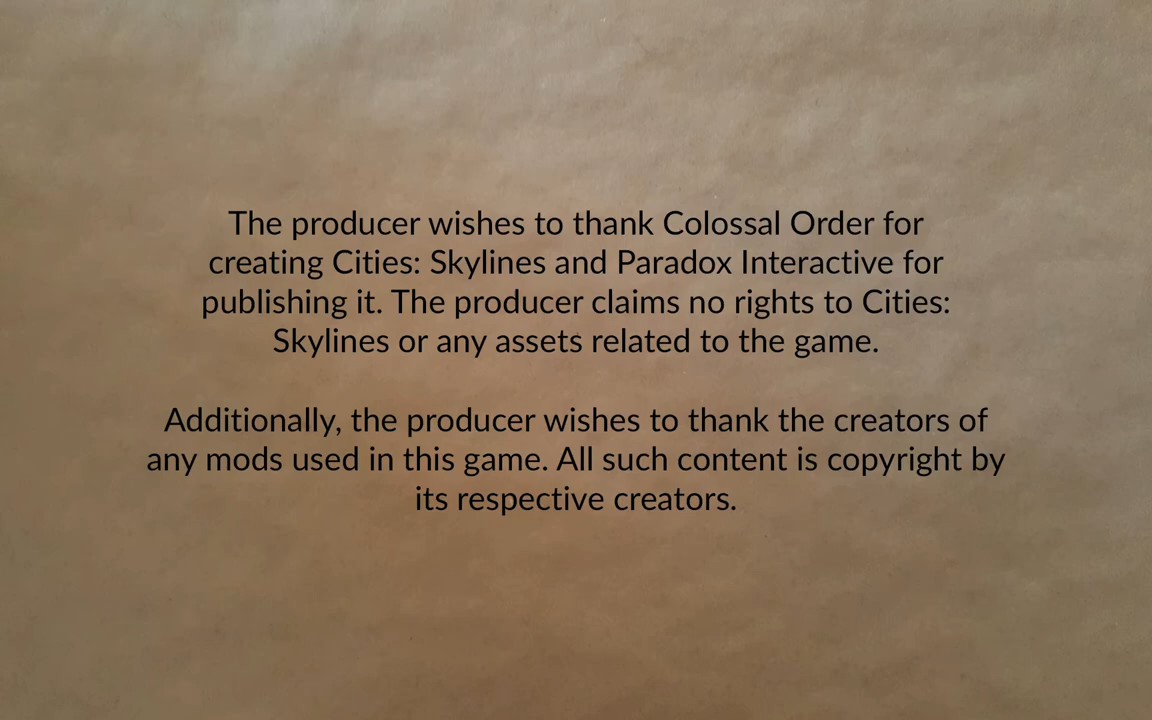 The producer wishes to thank Colossal Order for
creating Cities: Skylines and Paradox Interactive for
publishing it. The producer claims no rights to Cities:
Skylines or any assets related to the game.
Additionally, the producer wishes to thank the creators of
any mods used in this game. All such content is copyright by
its respective creators.